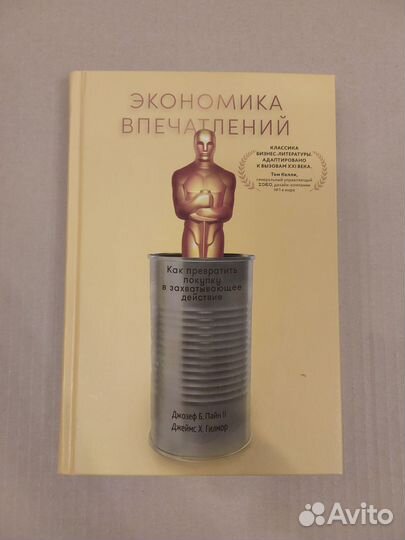 ЭКОНОМИКА
ВПЕЧАТЛЕНИЙ
КЛАССИКА
БИЗНЕС-ЛИТЕРАТУРЫ.
АДАПТИРОВАНО
К ВЫЗОВАМ XXI ВЕКА.
Том Келли,
генеральный управляющий
IDEO, дизайн-компании
№1 в мире
Как превратить
покупку
в захватывающее
действие
Джозеф Б. Пайн II
Джеймс Х. Гилмор
Avito